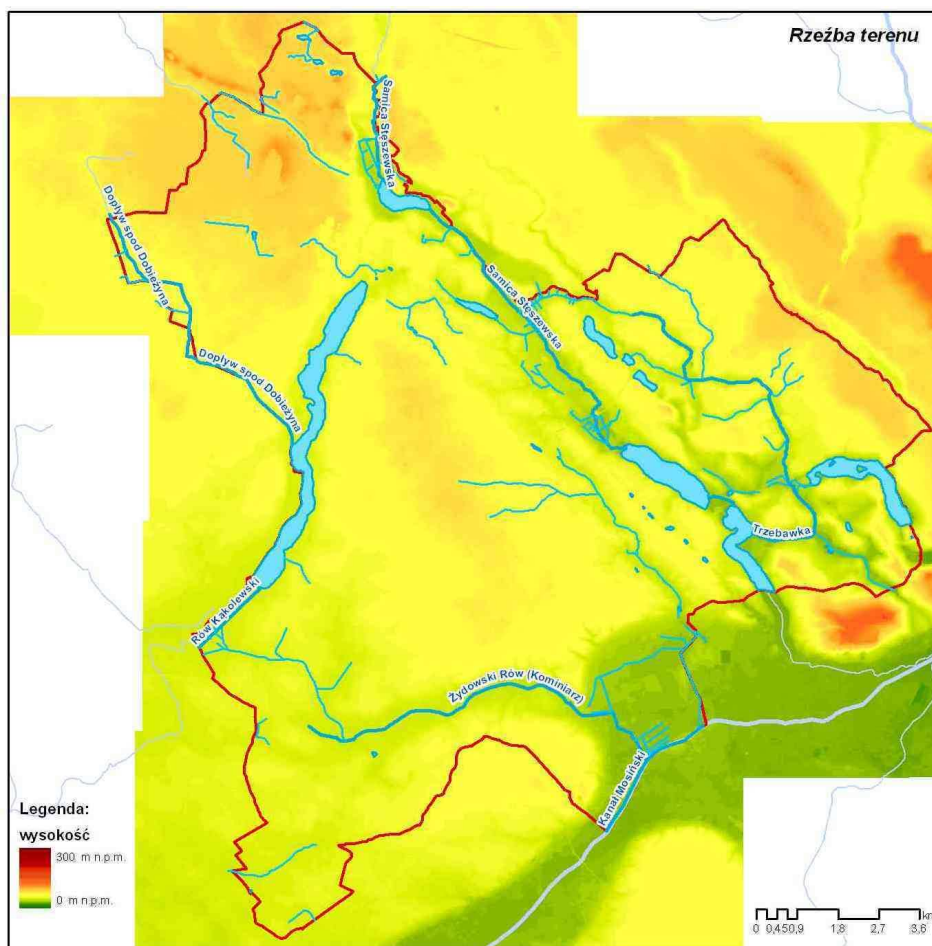 Rzeźba terenu
Samica Stęszewska
Dopływ spod Dobieżyna
Samica Stęszewska
Dopływ spod Dobieżyna
Trzebawka
Rów Kąkolewski
Żydowski Rów (Kominiarz)
Kanał Mosiński
Legenda:
wysokość
300 m n.p.m.
0 m n.p.m.
km
0 0,450,9 1,8 2,7 3,6